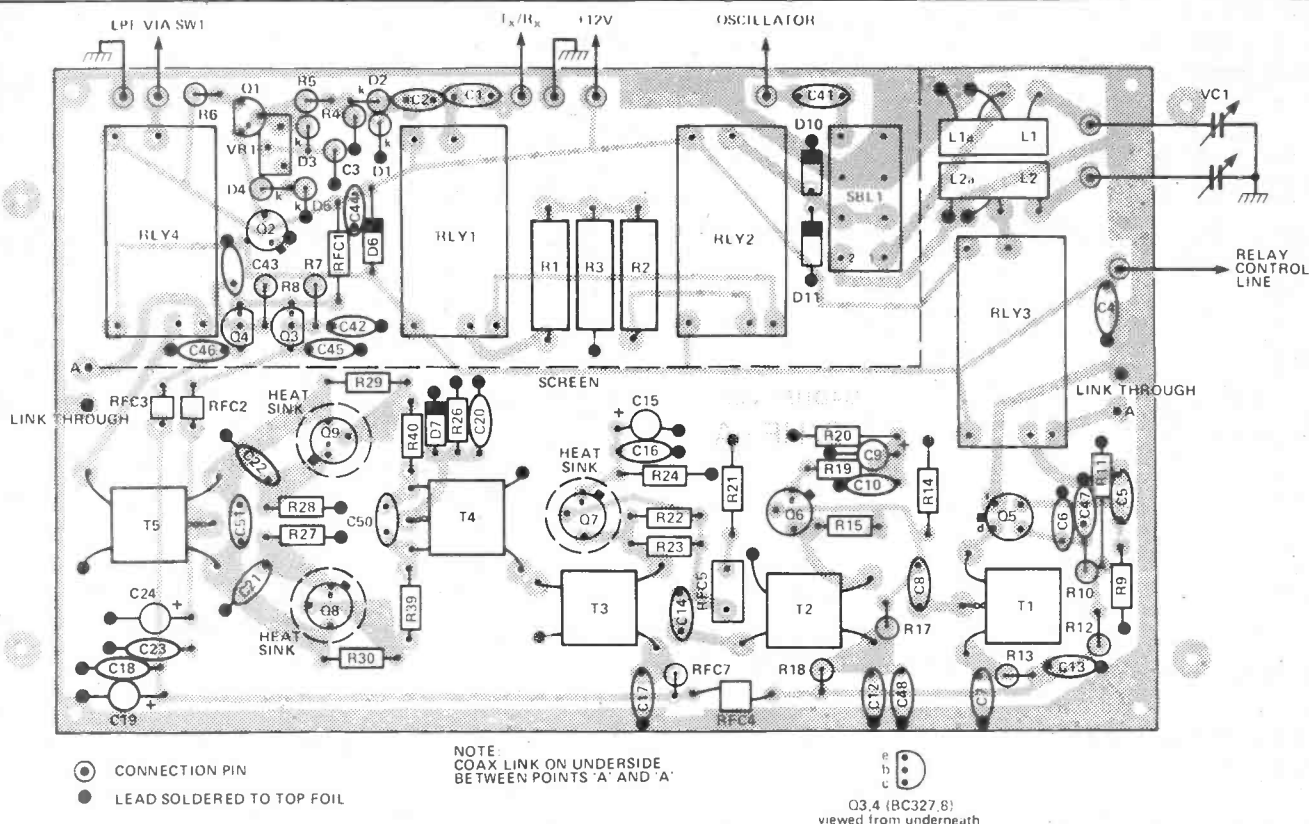 LPF VIA SW1
Tx/Rx
+12V
OSCILLATOR
R6
Q1
R5
D2
k
R4
C2
C1
C41
VC1
k
VR1
k
D3
C3
k
D1
D10
L1a
L1
L2a
L2
D4
k
k
D5
C44
Q2
RLY4
RFC1
D6
RLY1
R1
R3
R2
RLY2
SBL1
2
1
D11
RLY3
RELAY
CONTROL
LINE
C4
C43
R7
R8
Q4
Q3
C42
C46
C45
A
SCREEN
LINK THROUGH
A
RFC3
RFC2
LINK THROUGH
HEAT
SINK
R29
Q9
R40
D7
R26
C20
C15
+
C16
R24
HEAT
SINK
Q7
R21
R20
C9
+
R19
C10
R14
R11
C5
C22
T5
C51
R28
R27
C50
T4
R22
R23
Q6
R15
Q5
d
C6
C47
C21
Q8
HEAT
SINK
R39
R30
T3
C14
RFC5
T2
C8
R17
T1
R10
R9
R12
C24
+
C23
C18
C19
+
RFC7
R18
R13
C13
C17
RFC4
C12
C48
C7
CONNECTION PIN
LEAD SOLDERED TO TOP FOIL
NOTE:
COAX LINK ON UNDERSIDE
BETWEEN POINTS 'A' AND 'A'
e
b
c
Q3,4 (BC327,8)
viewed from underneath